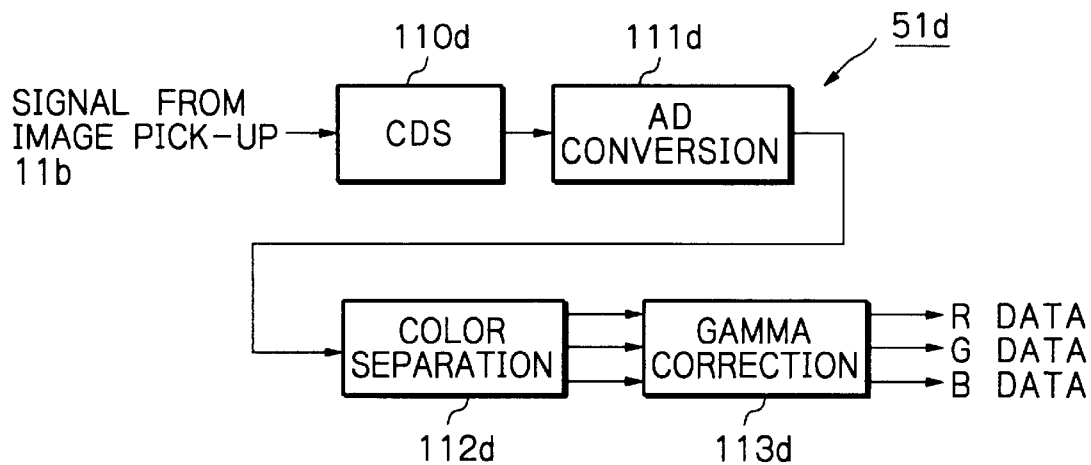 110d
111d
51d
SIGNAL FROM
IMAGE PICK-UP
11b
CDS
AD
CONVERSION
COLOR
SEPARATION
GAMMA
CORRECTION
R DATA
G DATA
B DATA
112d
113d